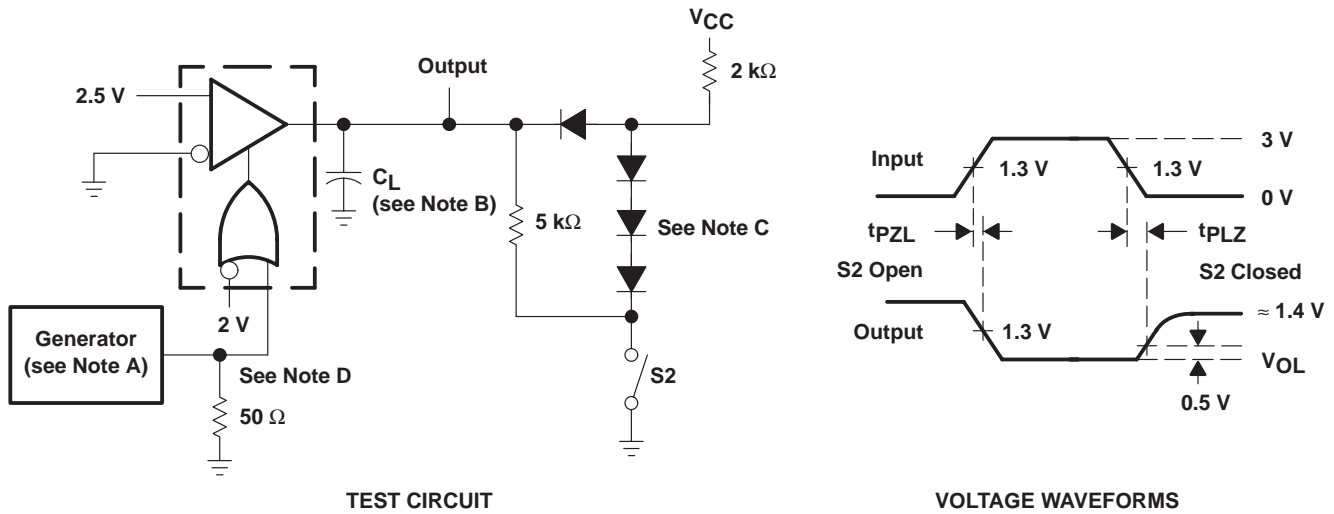 VCC
2 kΩ
Output
2.5 V
CL
(see Note B)
5 kΩ
See Note C
2 V
Generator
(see Note A)
See Note D
50 Ω
S2
TEST CIRCUIT
Input
3 V
1.3 V
1.3 V
0 V
tPZL
tPLZ
S2 Open
S2 Closed
Output
1.3 V
≈ 1.4 V
VOL
0.5 V
VOLTAGE WAVEFORMS